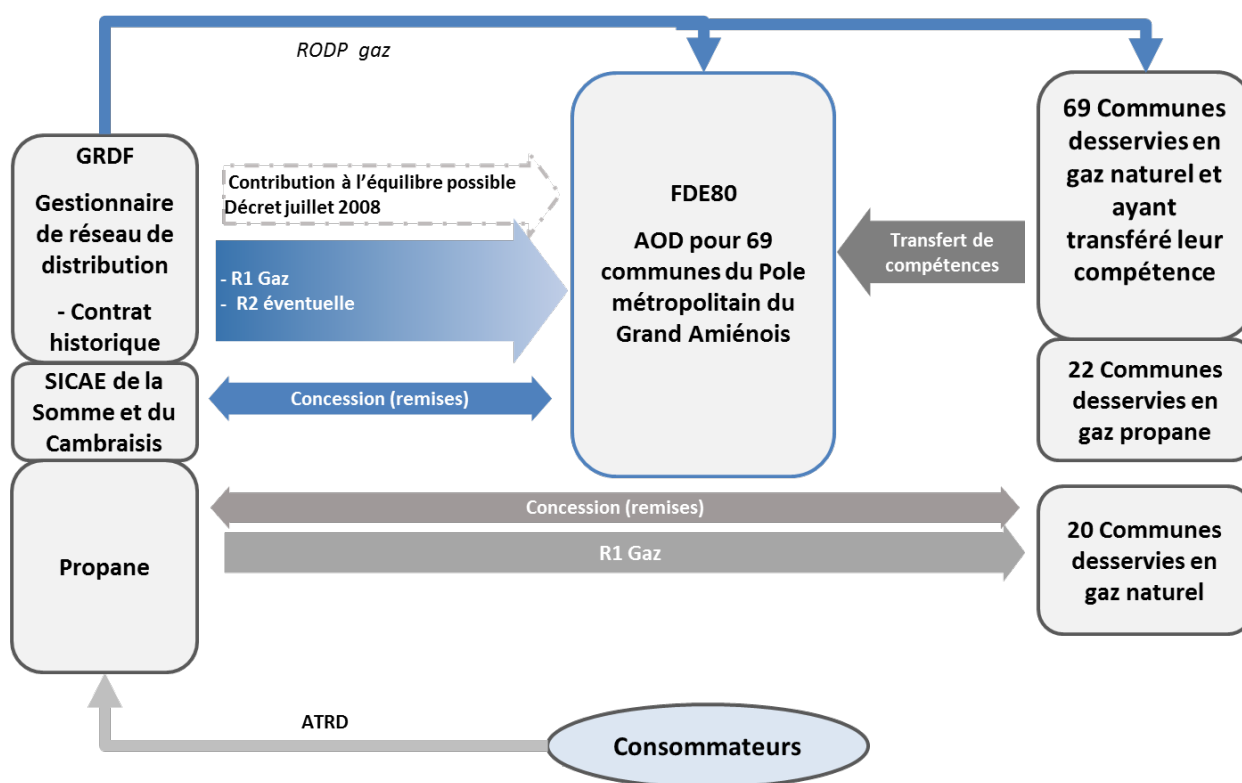 RODP gaz
GRDF
Gestionnaire
de réseau de
distribution
- Contrat
historique
SICAE de la
Somme et du
Cambraisis
Propane
Contribution à l’équilibre possible
Décret juillet 2008
- R1 Gaz
- R2 éventuelle
Concession (remises)
FDE80
AOD pour 69
communes du Pole
métropolitain du
Grand Amiénois
Transfert de
compétences
69 Communes
desservies en
gaz naturel et
ayant
transféré leur
compétence
22 Communes
desservies en
gaz propane
Concession (remises)
R1 Gaz
20 Communes
desservies en
gaz naturel
ATRD
Consommateurs